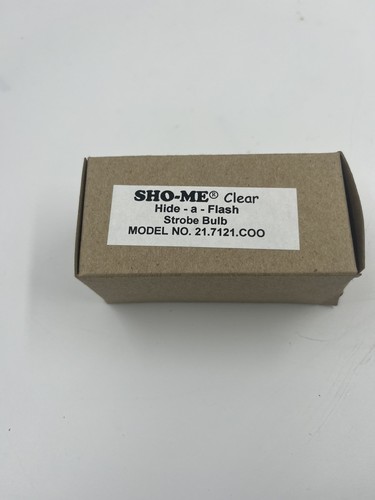 SHO-ME® Clear
Hide - a - Flash
Strobe Bulb
MODEL NO. 21.7121.COO